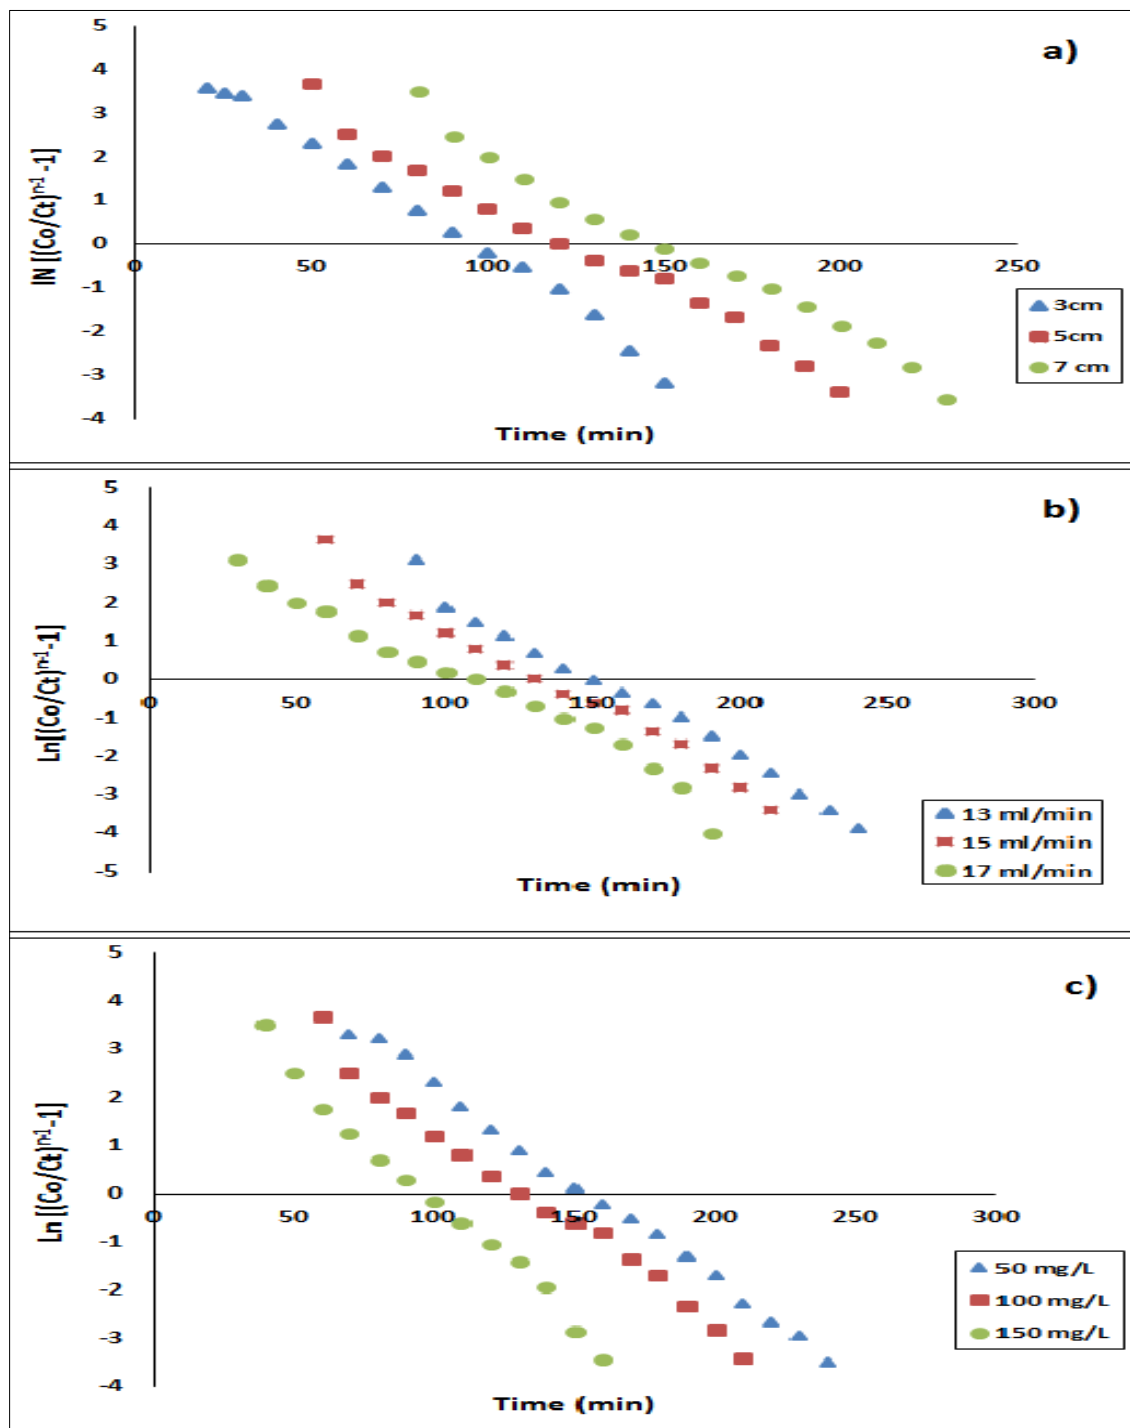 a)
5
4
3
2
1
0
-1
-2
-3
-4
0 50 100 150 200 250
lN [(Co/Ct)ⁿ⁻¹-1]
Time (min)
3cm
5cm
7 cm
b)
5
4
3
2
1
0
-1
-2
-3
-4
-5
0 50 100 150 200 250 300
Ln[(Co/Ct)ⁿ⁻¹-1]
Time (min)
13 ml/min
15 ml/min
17 ml/min
c)
5
4
3
2
1
0
-1
-2
-3
-4
0 50 100 150 200 250 300
Ln [(Co/Ct)ⁿ⁻¹-1]
Time (min)
50 mg/L
100 mg/L
150 mg/L